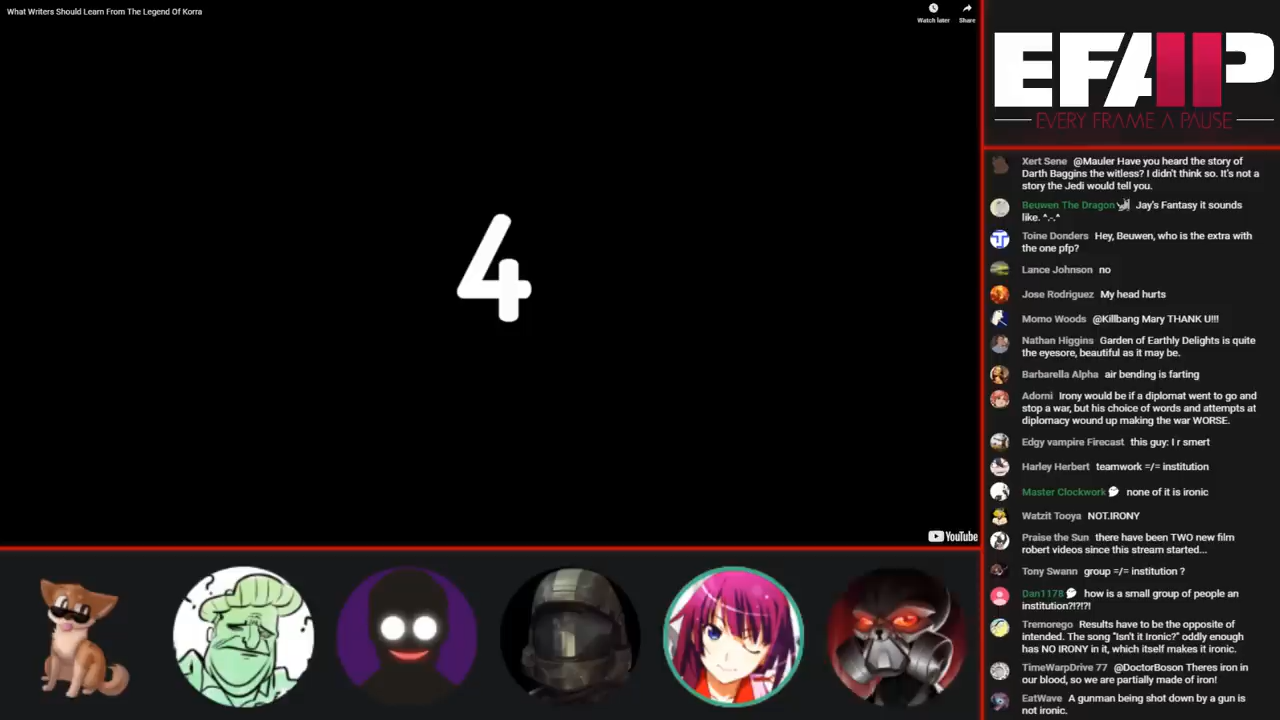 What Writers Should Learn From The Legend Of Korra
Watch later
Share
4
YouTube
EFAP
EVERY FRAME A PAUSE
Xert Sene @Mauler Have you heard the story of
Darth Baggins the witless? I didn't think so. It's not a
story the Jedi would tell you.
Beuwen The Dragon Jay's Fantasy it sounds
like. ^.-.^
Toine Donders Hey, Beuwen, who is the extra with
the one pfp?
Lance Johnson no
Jose Rodriguez My head hurts
Momo Woods @Killbang Mary THANK U!!!
Nathan Higgins Garden of Earthly Delights is quite
the eyesore, beautiful as it may be.
Barbarella Alpha air bending is farting
Adorni Irony would be if a diplomat went to go and
stop a war, but his choice of words and attempts at
diplomacy wound up making the war WORSE.
Edgy vampire Firecast this guy: I r smert
Harley Herbert teamwork =/= institution
Master Clockwork none of it is ironic
Watzit Tooya NOT.IRONY
Praise the Sun there have been TWO new film
robert videos since this stream started...
Tony Swann group =/= institution ?
Dan1178 how is a small group of people an
institution?!?!?!
Tremorego Results have to be the opposite of
intended. The song "Isn't it Ironic?" oddly enough
has NO IRONY in it, which itself makes it ironic.
TimeWarpDrive 77 @DoctorBoson Theres iron in
our blood, so we are partially made of iron!
EatWave A gunman being shot down by a gun is
not ironic.